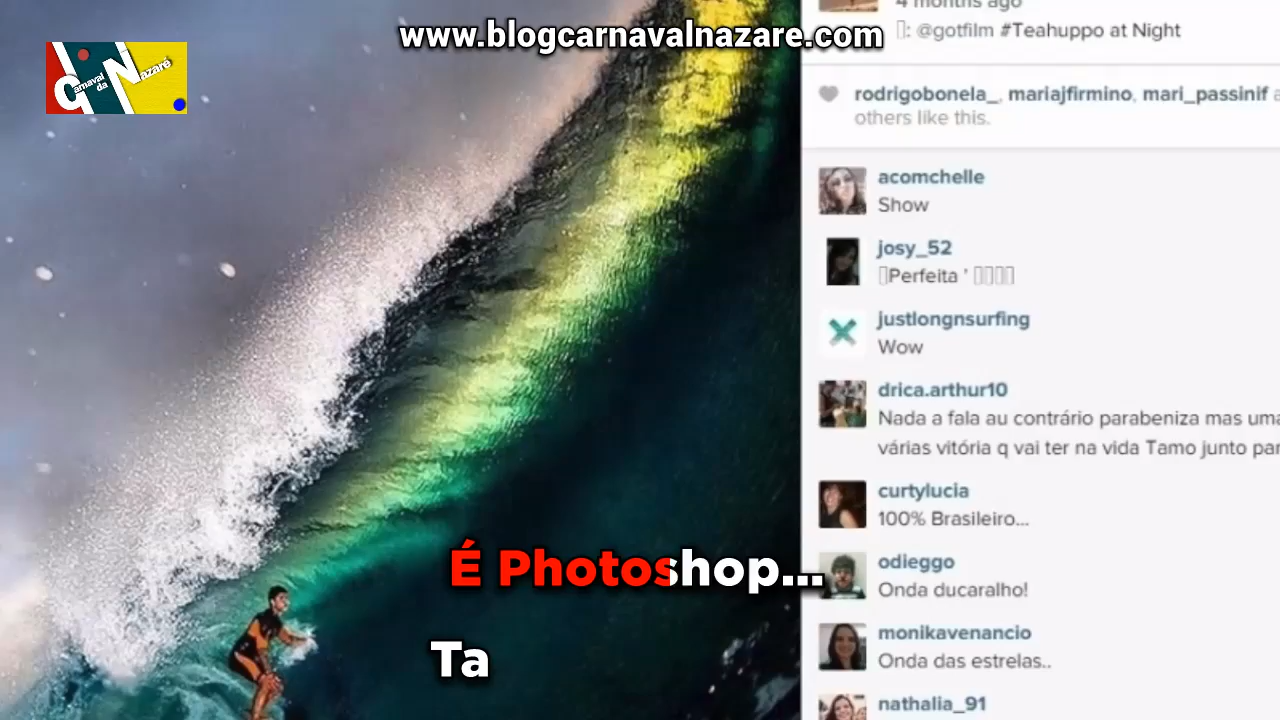 www.blogcarnavalnazare.com
Carnaval
da
Nazaré
4 months ago
: @gotfilm #Teahuppo at Night
rodrigobonela_, mariajfirmino, mari_passinif a
others like this.
acomchelle
Show
josy_52
Perfeita '
justlongnsurfing
Wow
drica.arthur10
Nada a fala au contrário parabeniza mas uma
várias vitória q vai ter na vida Tamo junto par
curtylucia
100% Brasileiro...
odieggo
Onda ducaralho!
monikavenancio
Onda das estrelas..
nathalia_91
É Photoshop...
Ta